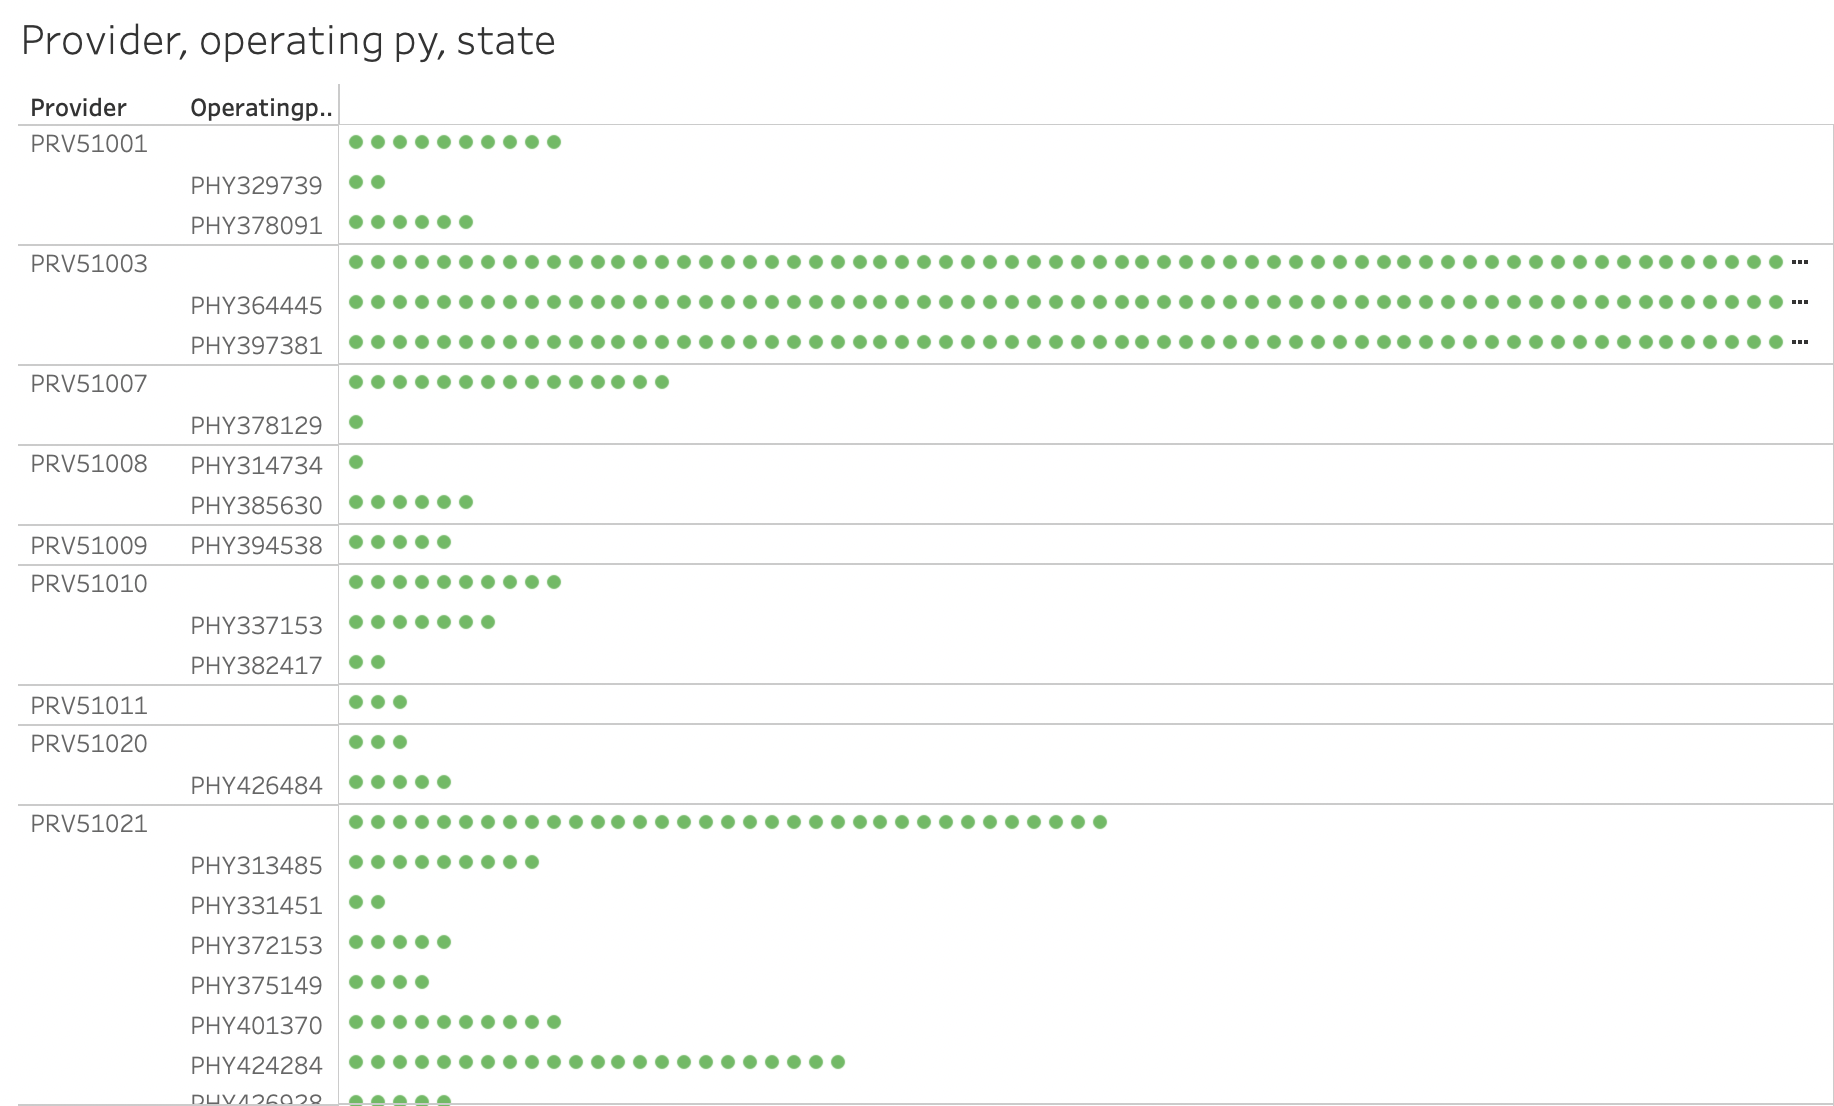 Provider, operating py, state
Provider Operatingp..
PRV51001
PHY329739
PHY378091
PRV51003
PHY364445
PHY397381
PRV51007
PHY378129
PRV51008 PHY314734
PHY385630
PRV51009 PHY394538
PRV51010
PHY337153
PHY382417
PRV51011
PRV51020
PHY426484
PRV51021
PHY313485
PHY331451
PHY372153
PHY375149
PHY401370
PHY424284
PHY426928